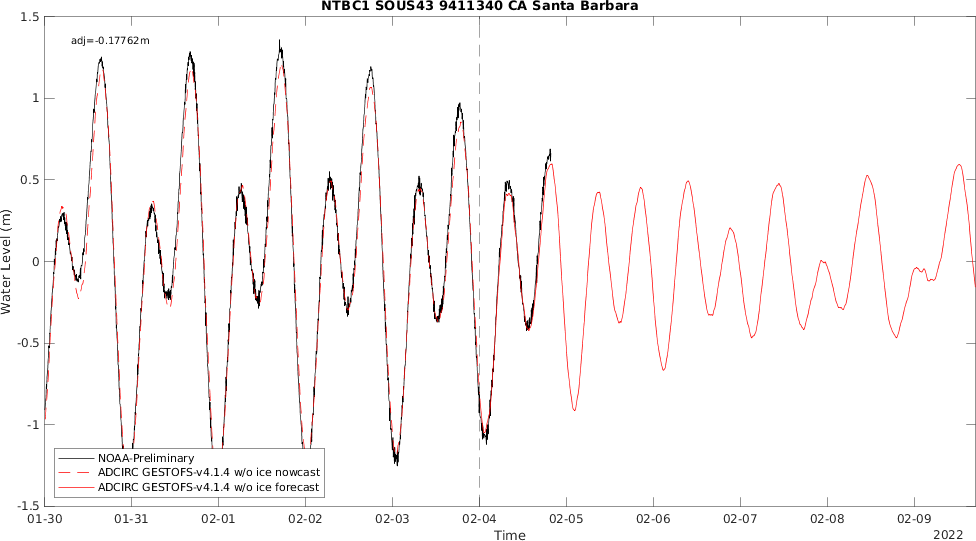 NTBC1 SOUS43 9411340 CA Santa Barbara
adj=-0.17762m
1.5
1
0.5
0
-0.5
-1
-1.5
Water Level (m)
NOAA-Preliminary
ADCIRC GESTOFS-v4.1.4 w/o ice nowcast
ADCIRC GESTOFS-v4.1.4 w/o ice forecast
01-30 01-31 02-01 02-02 02-03 02-04 02-05 02-06 02-07 02-08 02-09
Time
2022